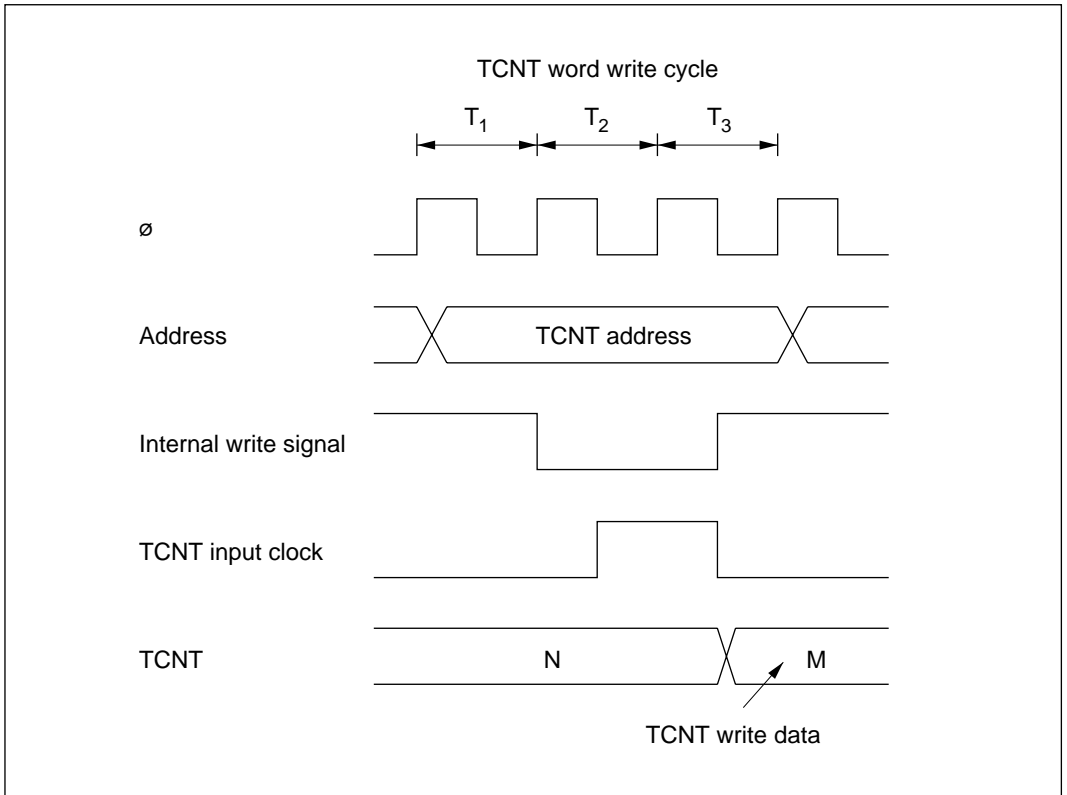 TCNT word write cycle
T1 T2 T3
ø
Address
TCNT address
Internal write signal
TCNT input clock
TCNT
N
M
TCNT write data